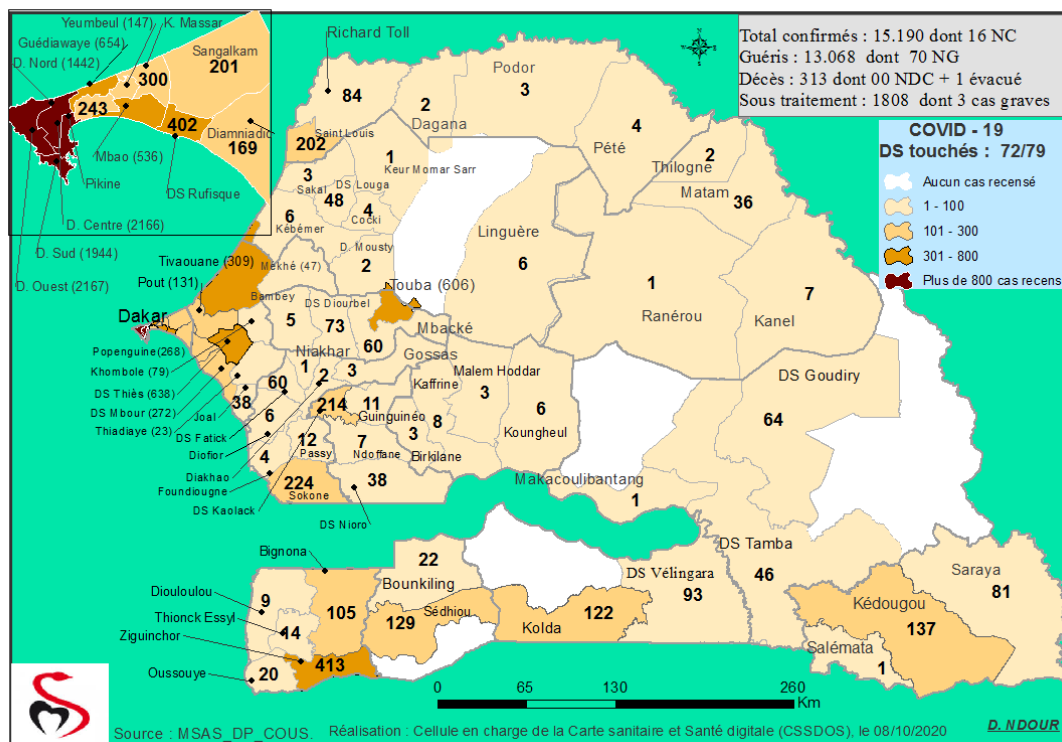 Yeumbeul (147)
K. Massar
Guédiawaye (654)
D. Nord (1442)
Sangalkam
201
300
243
402
Diamniadic
169
Mbao (536)
Pikine
DS Rufisque
D. Centre (2166)
D. Sud (1944)
D. Ouest (2167)
Total confirmés : 15.190 dont 16 NC
Guéris : 13.068 dont 70 NG
Décès : 313 dont 00 NDC + 1 évacué
Sous traitement : 1808 dont 3 cas graves
COVID - 19
DS touchés : 72/79
Aucun cas recensé
1 - 100
101 - 300
301 - 800
Plus de 800 cas recens
Richard Toll
84
Podor
3
2
Dagana
Saint Louis
202
4
Pété
2
Thilogne
Matam
36
1
Keur Momar Sarr
3
Sakal
DS Louga
48
4
Cocki
6
Kébémer
D. Mousty
2
Mékhé (47)
Linguère
6
1
Ranérou
7
Kanel
Tivaouane (309)
Pout (131)
Touba (606)
Bambey
5
DS Diourbel
73
Mbacké
60
Dakar
Niakhar
1
2
3
Gossas
Popenguine(268)
Khombole (79)
DS Thiès (638)
DS Mbour (272)
Thiadiaye (23)
38
Joal
60
DS Fatick
6
Diofior
Diakhao
4
Foundiougne
DS Kaolack
214
11
Guinguinéo
Kaffrine
8
Malem Hoddar
3
6
Koungheul
3
Birkilane
12
Passy
7
Ndoffane
224
Sokone
38
DS Nioro
DS Goudiry
64
Makacoulibantang
1
DS Tamba
46
Bignona
105
22
Bounkiling
Diouloulou
9
Thionck Essyl
14
Ziguinchor
413
Oussouye
20
Sédhiou
129
Kolda
122
DS Vélingara
93
Saraya
81
Kédougou
137
Salémata
1
0 65 130 260
Km
Source : MSAS_DP_COUS. Réalisation : Cellule en charge de la Carte sanitaire et Santé digitale (CSSDOS), le 08/10/2020
D. NDOUR